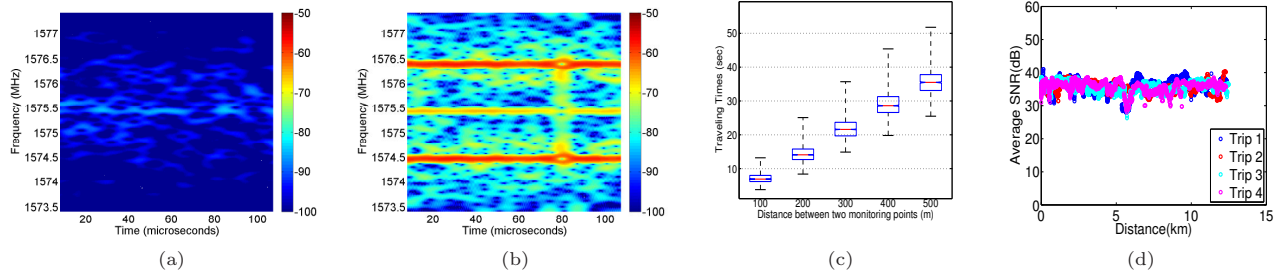 Frequency (MHz)
1577
1576.5
1576
1575.5
1575
1574.5
1574
1573.5
20 40 60 80 100
Time (microseconds)
-50
-60
-70
-80
-90
-100
(a)
Frequency (MHz)
1577
1576.5
1576
1575.5
1575
1574.5
1574
1573.5
20 40 60 80 100
Time (microseconds)
-50
-60
-70
-80
-90
-100
(b)
Traveling Times (sec)
50
40
30
20
10
100 200 300 400 500
Distance between two monitoring points (m)
(c)
Average SNR(dB)
60
50
40
30
20
10
0
0 5 10 15
Distance(km)
Trip 1
Trip 2
Trip 3
Trip 4
(d)